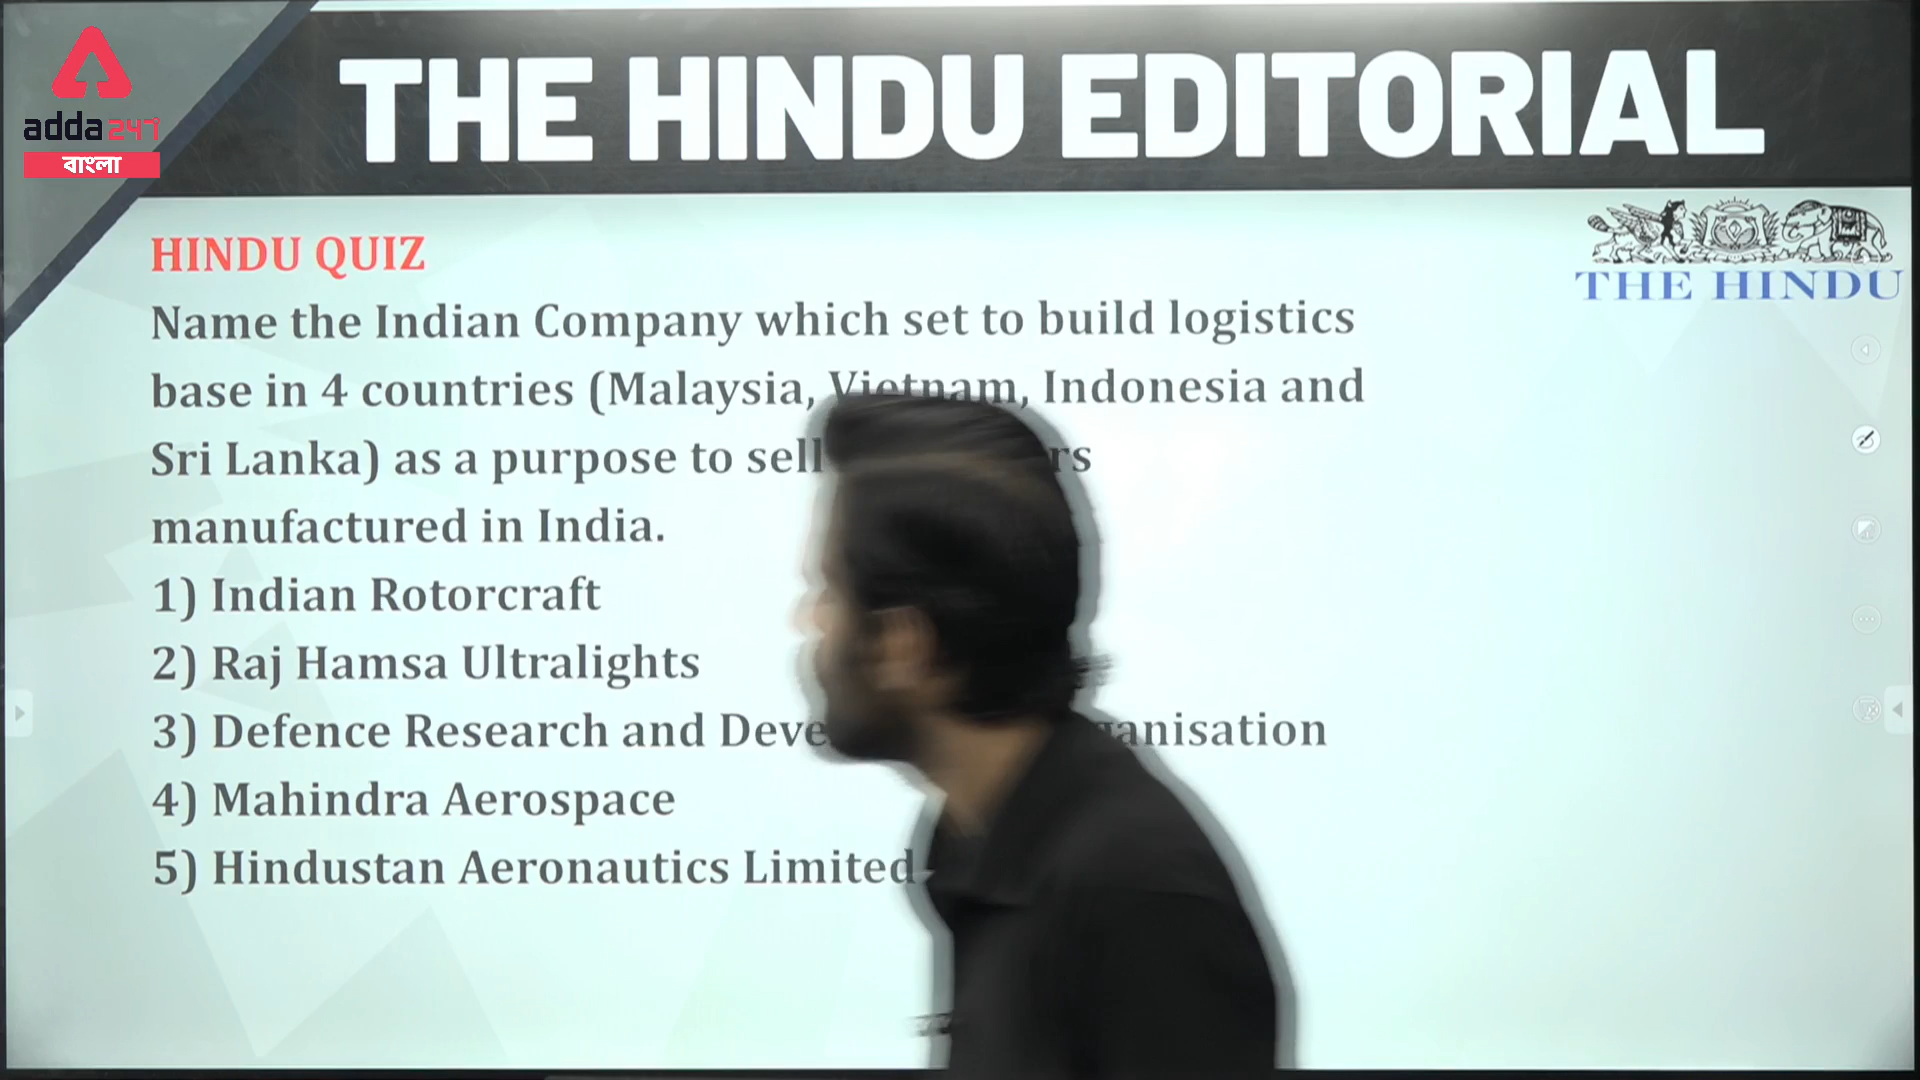 adda247
বাংলা
THE HINDU EDITORIAL
THE HINDU
HINDU QUIZ
Name the Indian Company which set to build logistics
base in 4 countries (Malaysia, Vietnam, Indonesia and
Sri Lanka) as a purpose to sell
manufactured in India.
1) Indian Rotorcraft
2) Raj Hamsa Ultralights
3) Defence Research and
4) Mahindra Aerospace
5) Hindustan Aeronautics Limited